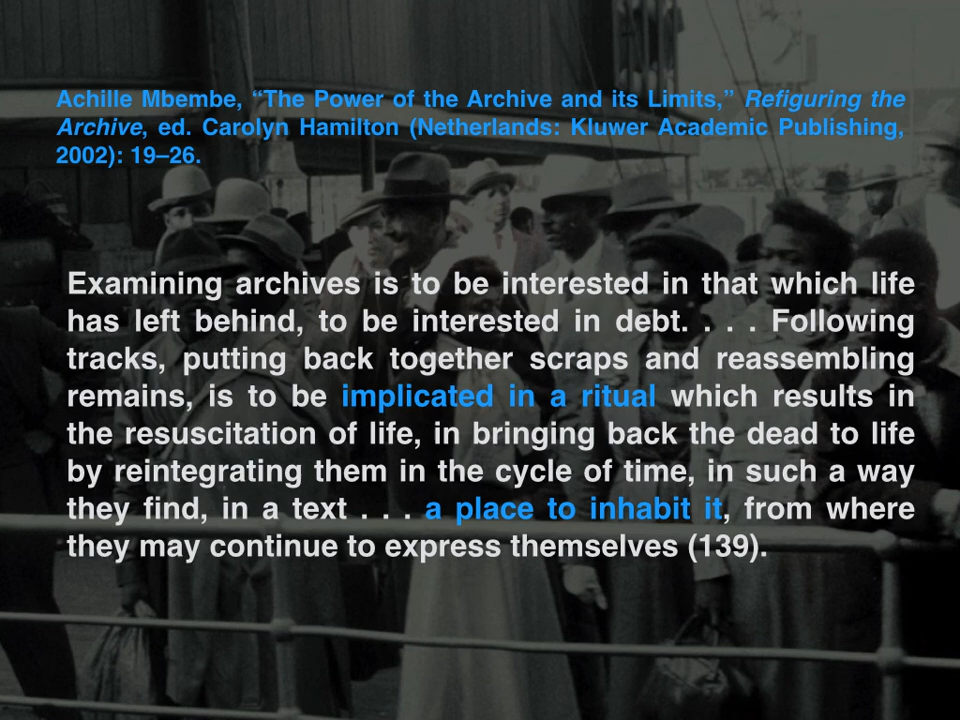 Achille Mbembe, “The Power of the Archive and its Limits,” Refiguring the
Archive, ed. Carolyn Hamilton (Netherlands: Kluwer Academic Publishing,
2002): 19–26.
Examining archives is to be interested in that which life
has left behind, to be interested in debt. . . . Following
tracks, putting back together scraps and reassembling
remains, is to be implicated in a ritual which results in
the resuscitation of life, in bringing back the dead to life
by reintegrating them in the cycle of time, in such a way
they find, in a text . . . a place to inhabit it, from where
they may continue to express themselves (139).